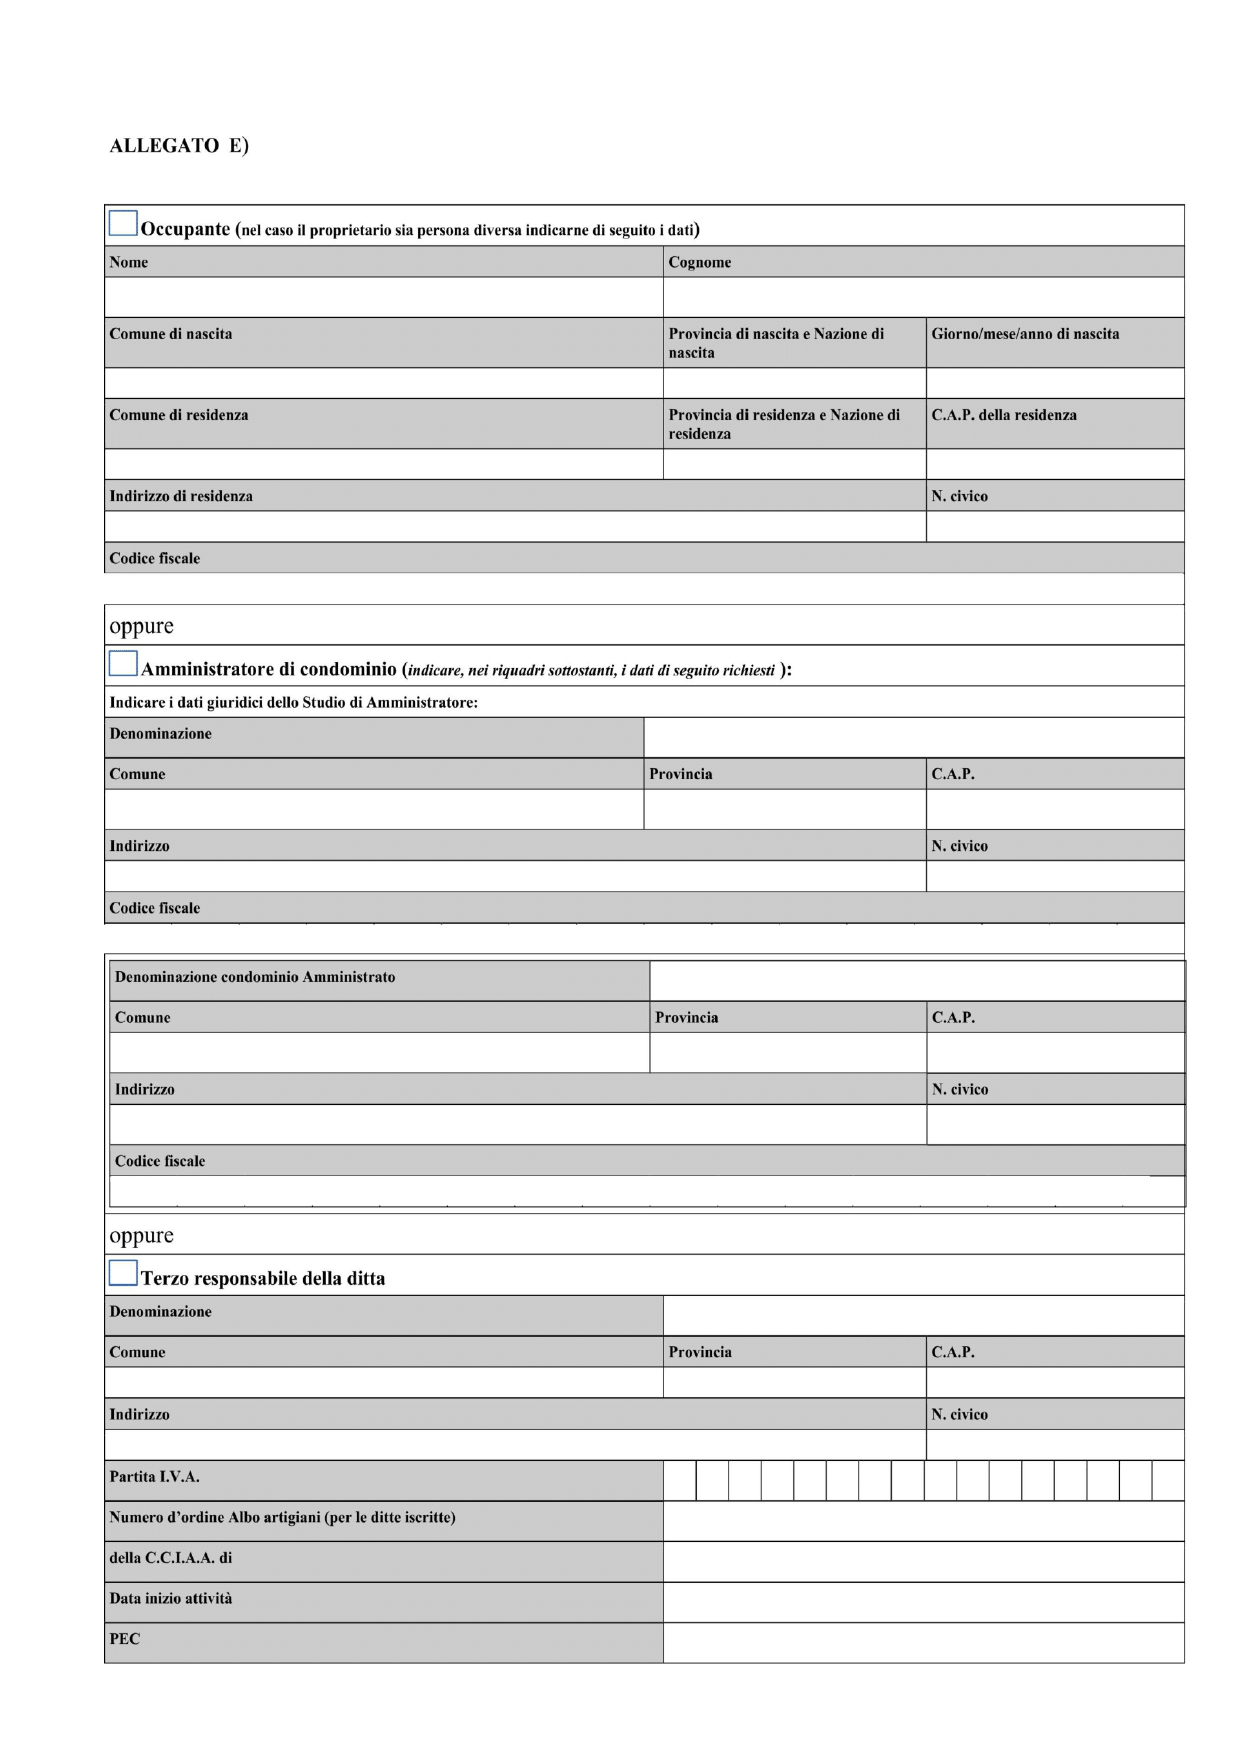 ALLEGATO E)
Occupante (nel caso il proprietario sia persona diversa indicarne di seguito i dati)
Nome Cognome
Comune di nascita Provincia di nascita e Nazione di nascita Giorno/mese/anno di nascita
Comune di residenza Provincia di residenza e Nazione di residenza C.A.P. della residenza
Indirizzo di residenza N. civico
Codice fiscale
oppure
Amministratore di condominio (indicare, nei riquadri sottostanti, i dati di seguito richiesti ):
Indicare i dati giuridici dello Studio di Amministratore:
Denominazione
Comune Provincia C.A.P.
Indirizzo N. civico
Codice fiscale
Denominazione condominio Amministrato
Comune Provincia C.A.P.
Indirizzo N. civico
Codice fiscale
oppure
Terzo responsabile della ditta
Denominazione
Comune Provincia C.A.P.
Indirizzo N. civico
Partita I.V.A.
Numero d'ordine Albo artigiani (per le ditte iscritte)
della C.C.I.A.A. di
Data inizio attività
PEC